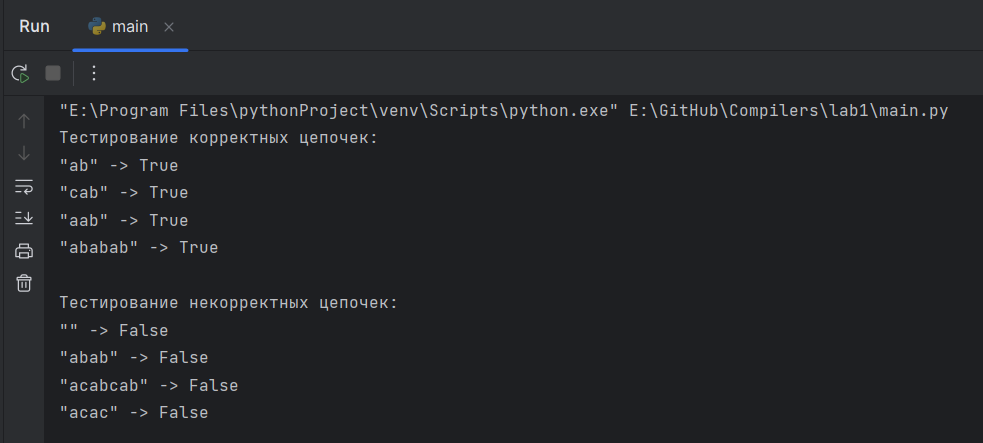 Run main
"E:\Program Files\pythonProject\venv\Scripts\python.exe" E:\GitHub\Compilers\lab1\main.py
Тестирование корректных цепочек:
"ab" -> True
"cab" -> True
"aab" -> True
"ababab" -> True
Тестирование некорректных цепочек:
"" -> False
"abab" -> False
"acabcab" -> False
"acac" -> False